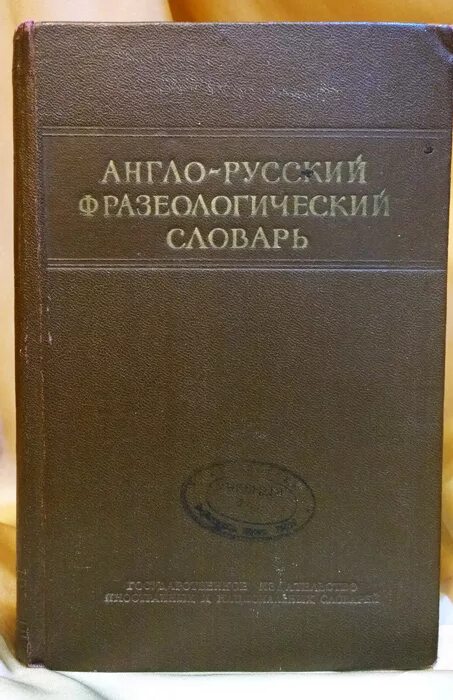 АНГЛО-РУССКИЙ
ФРАЗЕОЛОГИЧЕСКИЙ
СЛОВАРЬ
ГОСУДАРСТВЕННОЕ ИЗДАТЕЛЬСТВО
ИНОСТРАННЫХ И НАЦИОНАЛЬНЫХ СЛОВАРЕЙ